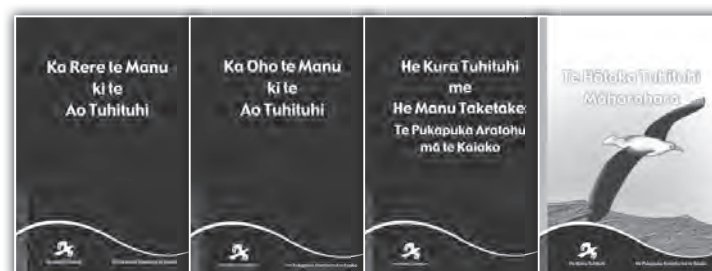 Ka Rere te Manu
ki te
Ao Tuhituhi
Ka Oho te Manu
ki te
Ao Tuhituhi
He Kura Tuhituhi
me
He Manu Taketake:
Te Pukapuka Aratohu
mā te Kaiako
Te Hōtaka Tuhituhi
Māharahara